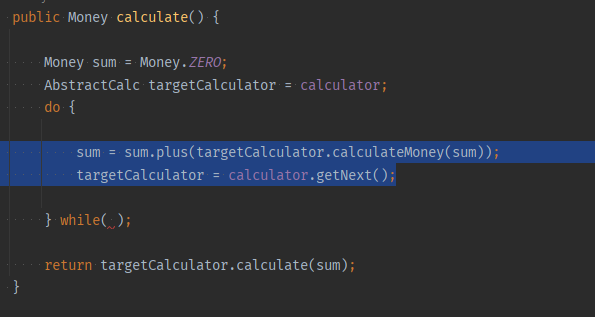 public Money calculate() {
Money sum = Money.ZERO;
AbstractCalc targetCalculator = calculator;
do {
sum = sum.plus(targetCalculator.calculateMoney(sum));
targetCalculator = calculator.getNext();
} while( );
return targetCalculator.calculate(sum);
}